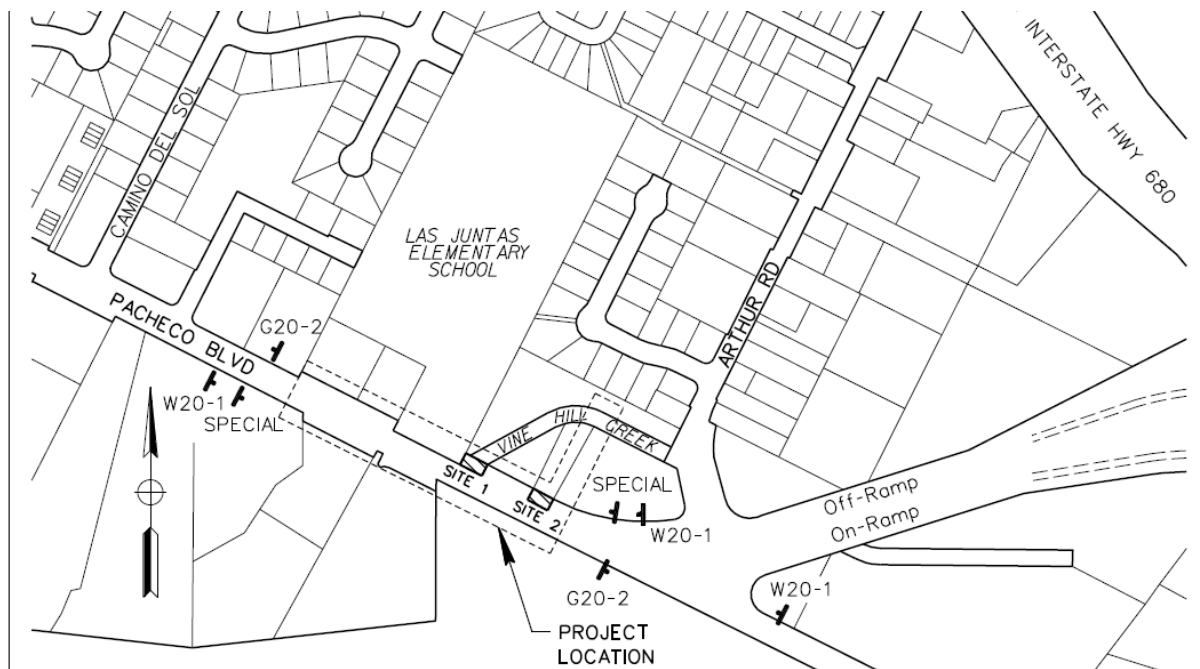 INTERSTATE HWY 680
CAMINO DEL SOL
LAS JUNTAS
ELEMENTARY
SCHOOL
ARTHUR RD
PACHECO BLVD
G20-2
W20-1
SPECIAL
VINE HILL CREEK
SITE 1
SITE 2
SPECIAL
W20-1
Off-Ramp
On-Ramp
G20-2
W20-1
PROJECT
LOCATION